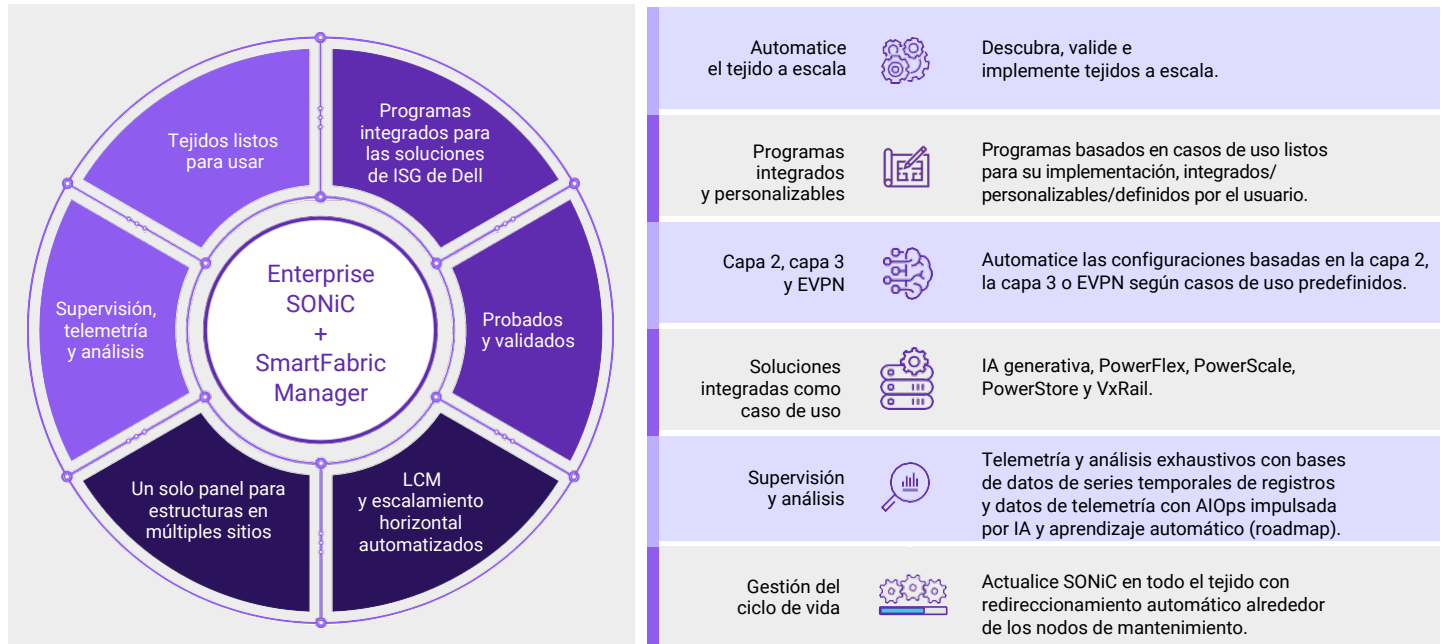 Tejidos listos
para usar
Programas
integrados para
las soluciones
de ISG de Dell
Supervisión,
telemetría
y análisis
Enterprise
SONiC
+
SmartFabric
Manager
Probados
y validados
Un solo panel para
estructuras en
múltiples sitios
LCM
y escalamiento
horizontal
automatizados
Automatice
el tejido a escala
Descubra, valide e
implemente tejidos a escala.
Programas
integrados
y personalizables
Programas basados en casos de uso listos
para su implementación, integrados/
personalizables/definidos por el usuario.
Capa 2, capa 3
y EVPN
Automatice las configuraciones basadas en la capa 2,
la capa 3 o EVPN según casos de uso predefinidos.
Soluciones
integradas como
caso de uso
IA generativa, PowerFlex, PowerScale,
PowerStore y VxRail.
Supervisión
y análisis
Telemetría y análisis exhaustivos con bases
de datos de series temporales de registros
y datos de telemetría con AIOps impulsada
por IA y aprendizaje automático (roadmap).
Gestión del
ciclo de vida
Actualice SONiC en todo el tejido con
redireccionamiento automático alrededor
de los nodos de mantenimiento.